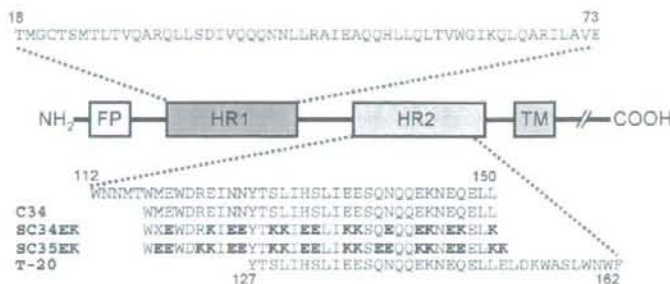 18 73
TMGCTSMTLTVQARQLLSDIVQQQNNLLRAIEAQQHLLQLTVWGIKQLQARILAVE
NH2 FP HR1 HR2 TM COOH
112 150
WNNMTWMEWDREINNYTSLIHSLIEESQNQQEKNEQELL
C34 WMEWDREINNYTSLIHSLIEESQNQQEKNEQELL
SC34EK
SC35EK
T-20 YTSLIHSLIEESQNQQEKNEQELLELDKWASLWNWF
127 162